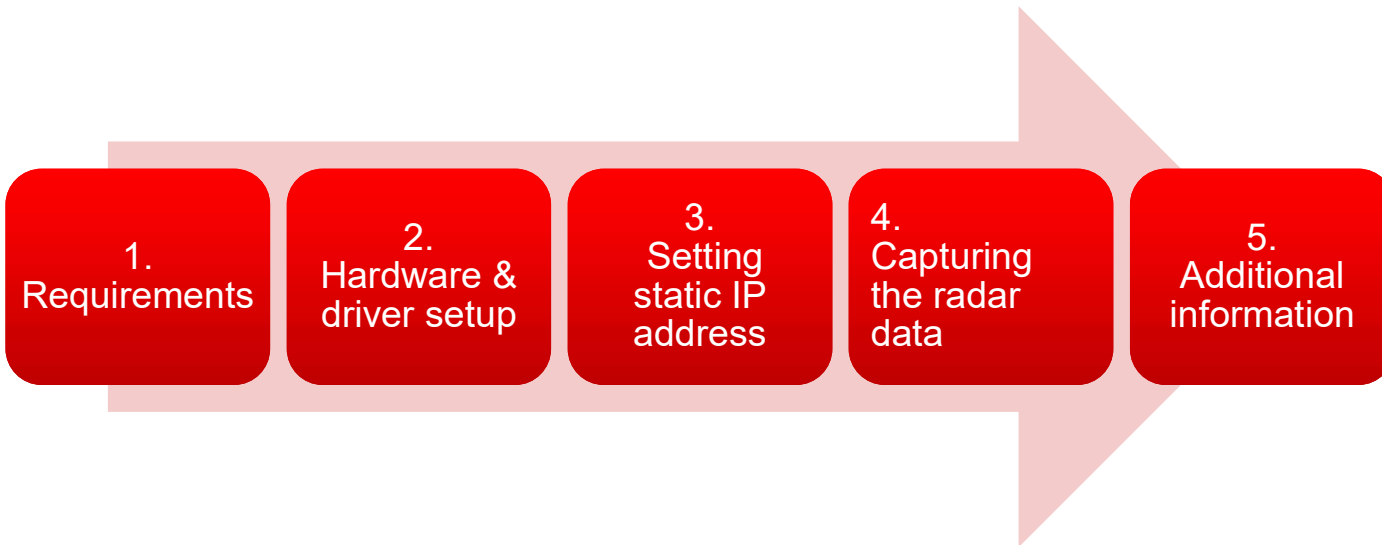 1.
Requirements
2.
Hardware &
driver setup
3.
Setting
static IP
address
4.
Capturing
the radar
data
5.
Additional
information